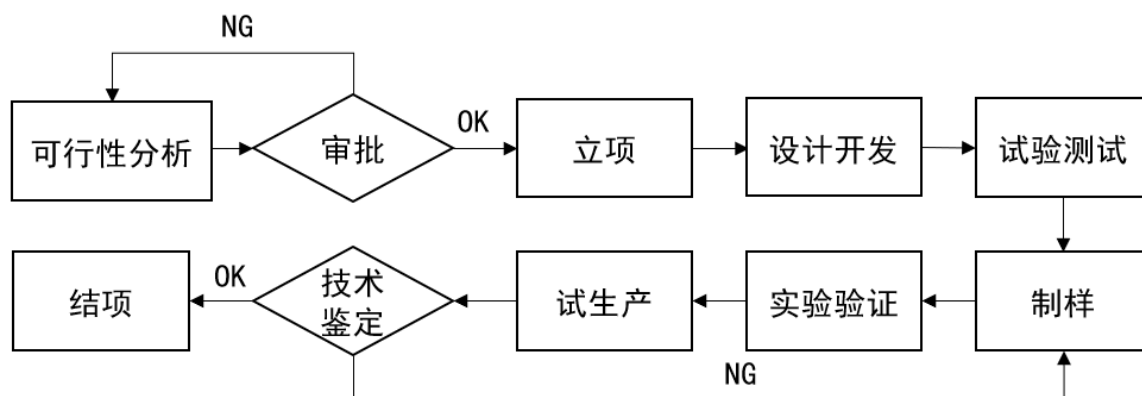 NG
可行性分析
审批
OK
立项
设计开发
试验测试
结项
OK
技术
鉴定
试生产
实验验证
制样
NG